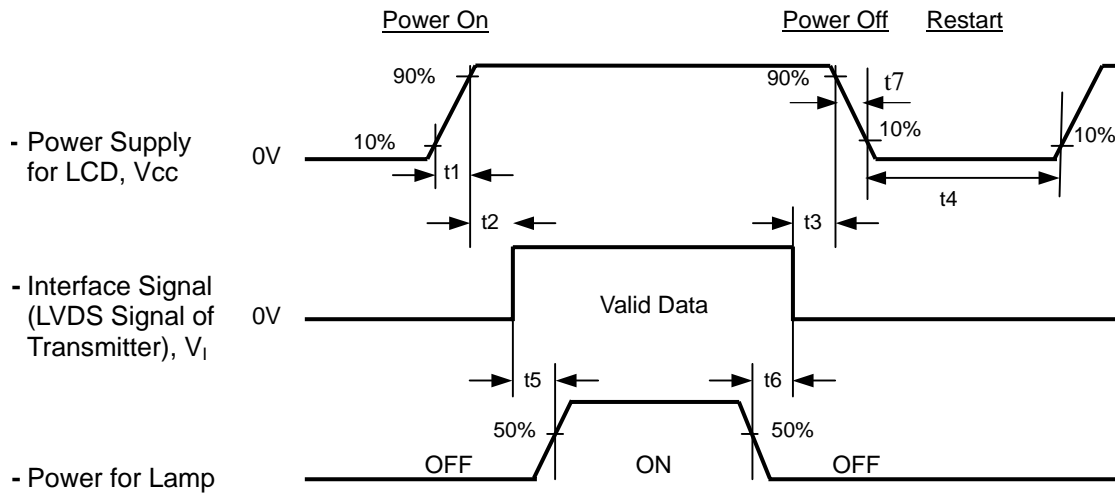 Power On
Power Off
Restart
90%
90%
t7
- Power Supply
for LCD, Vcc
0V
10%
10%
10%
t1
t4
t2
t3
- Interface Signal
(LVDS Signal of
Transmitter), VI
0V
Valid Data
t5
t6
50%
50%
- Power for Lamp
OFF
ON
OFF